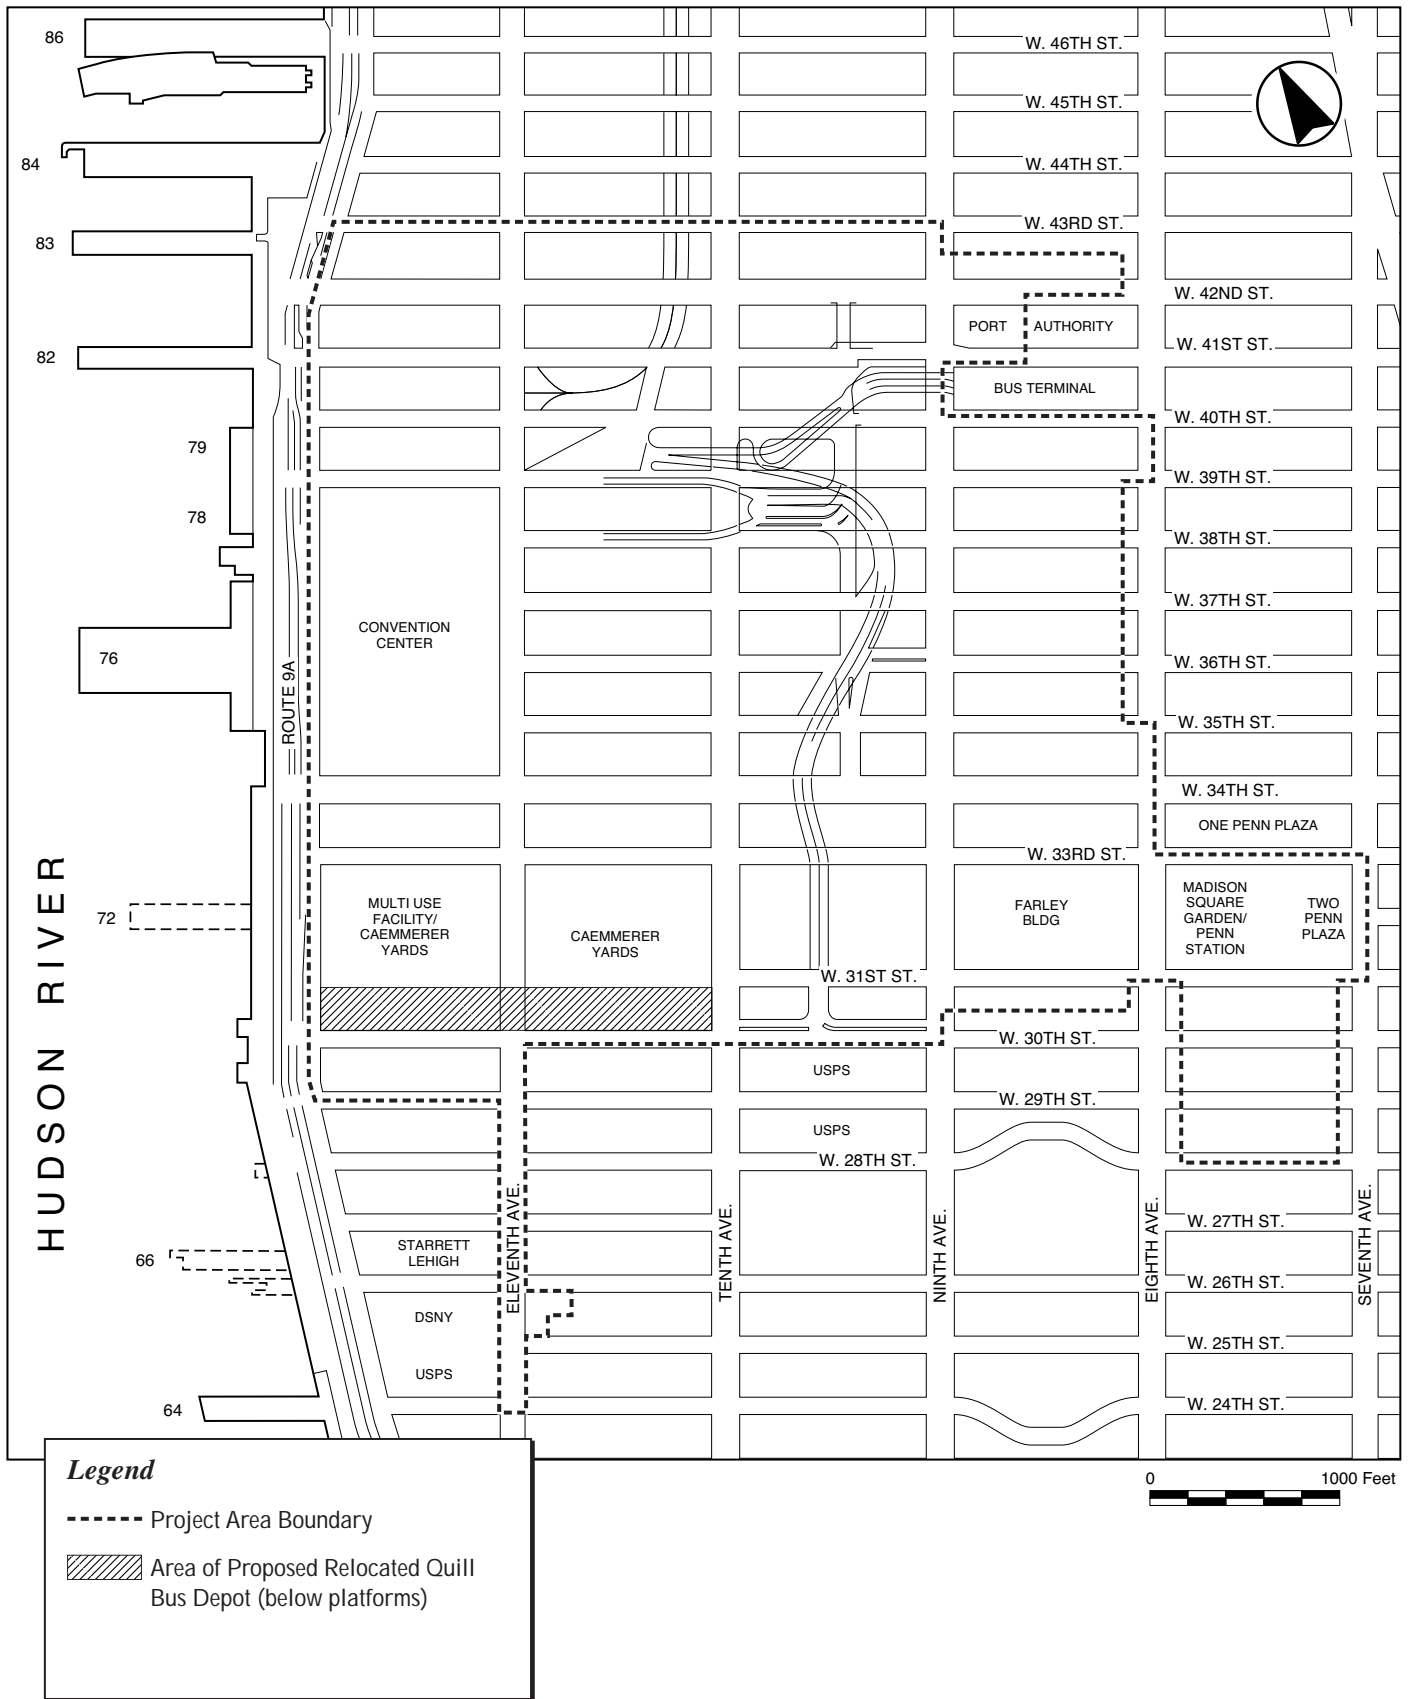 86
W. 46TH ST.
W. 45TH ST.
84
W. 44TH ST.
83
W. 43RD ST.
W. 42ND ST.
PORT
AUTHORITY
W. 41ST ST.
82
BUS TERMINAL
W. 40TH ST.
79
W. 39TH ST.
78
W. 38TH ST.
W. 37TH ST.
CONVENTION
CENTER
76
W. 36TH ST.
ROUTE 9A
W. 35TH ST.
W. 34TH ST.
ONE PENN PLAZA
W. 33RD ST.
HUDSON RIVER
72
MULTI USE
FACILITY/
CAEMMERER
YARDS
CAEMMERER
YARDS
FARLEY
BLDG
MADISON
SQUARE
GARDEN/
PENN
STATION
TWO
PENN
PLAZA
W. 31ST ST.
W. 30TH ST.
USPS
W. 29TH ST.
USPS
W. 28TH ST.
ELEVENTH AVE.
TENTH AVE.
NINTH AVE.
EIGHTH AVE.
SEVENTH AVE.
W. 27TH ST.
66
STARRETT
LEHIGH
W. 26TH ST.
DSNY
W. 25TH ST.
USPS
64
W. 24TH ST.
0
1000 Feet
Legend
Project Area Boundary
Area of Proposed Relocated Quill
Bus Depot (below platforms)